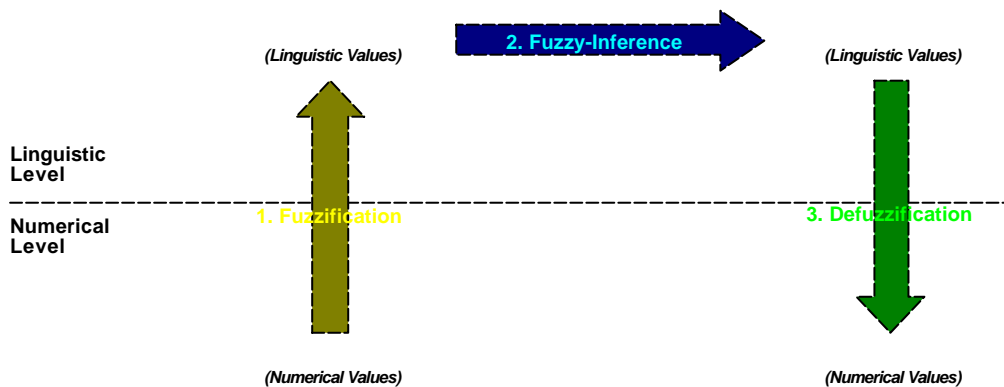 2. Fuzzy-Inference
(Linguistic Values)
(Linguistic Values)
Linguistic
Level
1. Fuzzification
3. Defuzzification
Numerical
Level
(Numerical Values)
(Numerical Values)